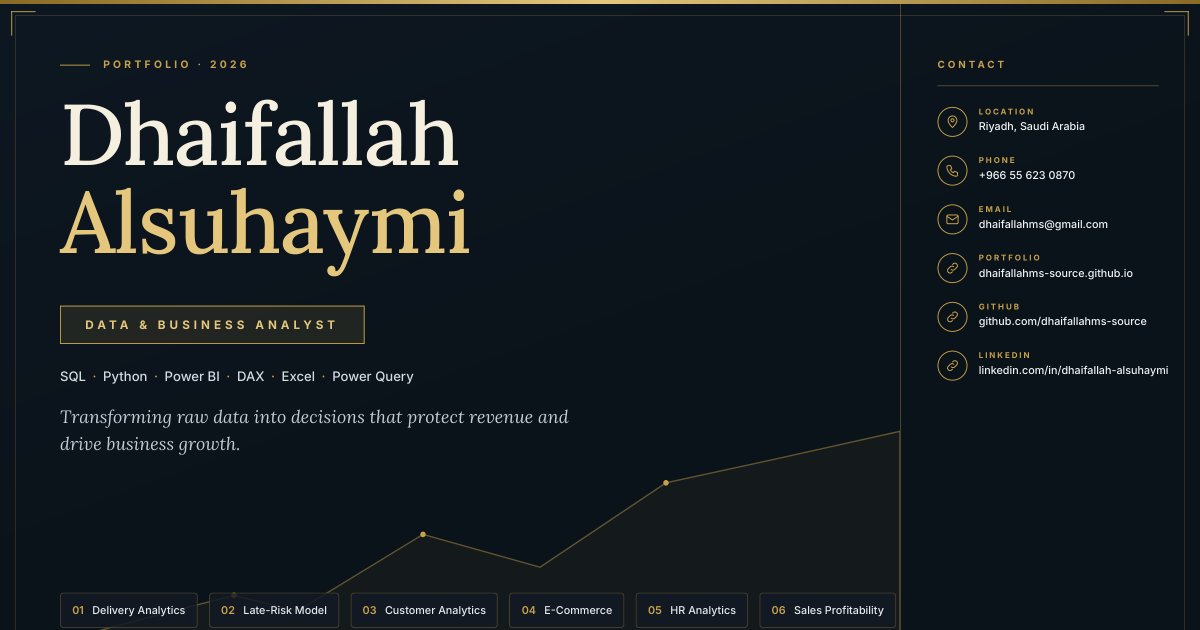 PORTFOLIO · 2026
Dhaifallah
Alsuhaymi
DATA & BUSINESS ANALYST
SQL · Python · Power BI · DAX · Excel · Power Query
Transforming raw data into decisions that protect revenue and
drive business growth.
01 Delivery Analytics
02 Late-Risk Model
03 Customer Analytics
04 E-Commerce
05 HR Analytics
06 Sales Profitability
CONTACT
LOCATION
Riyadh, Saudi Arabia
PHONE
+966 55 623 0870
EMAIL
dhaifallahms@gmail.com
PORTFOLIO
dhaifallahms-source.github.io
GITHUB
github.com/dhaifallahms-source
LINKEDIN
linkedin.com/in/dhaifallah-alsuhaymi